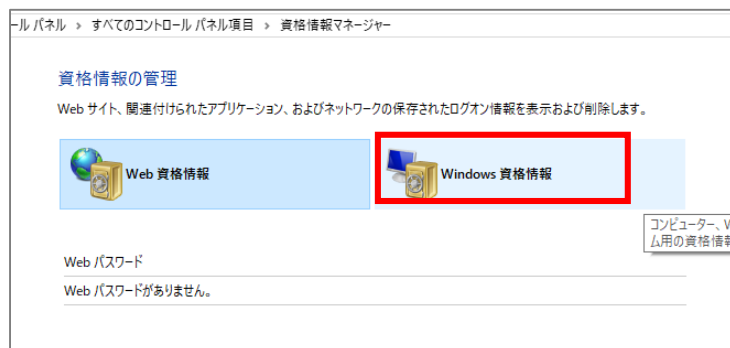 ール パネル > すべてのコントロール パネル項目 > 資格情報マネージャー
資格情報の管理
Web サイト、関連付けられたアプリケーション、およびネットワークの保存されたログオン情報を表示および削除します。
Web 資格情報
Windows 資格情報
コンピューター、
ム用の資格情報
Web パスワード
Web パスワードがありません。